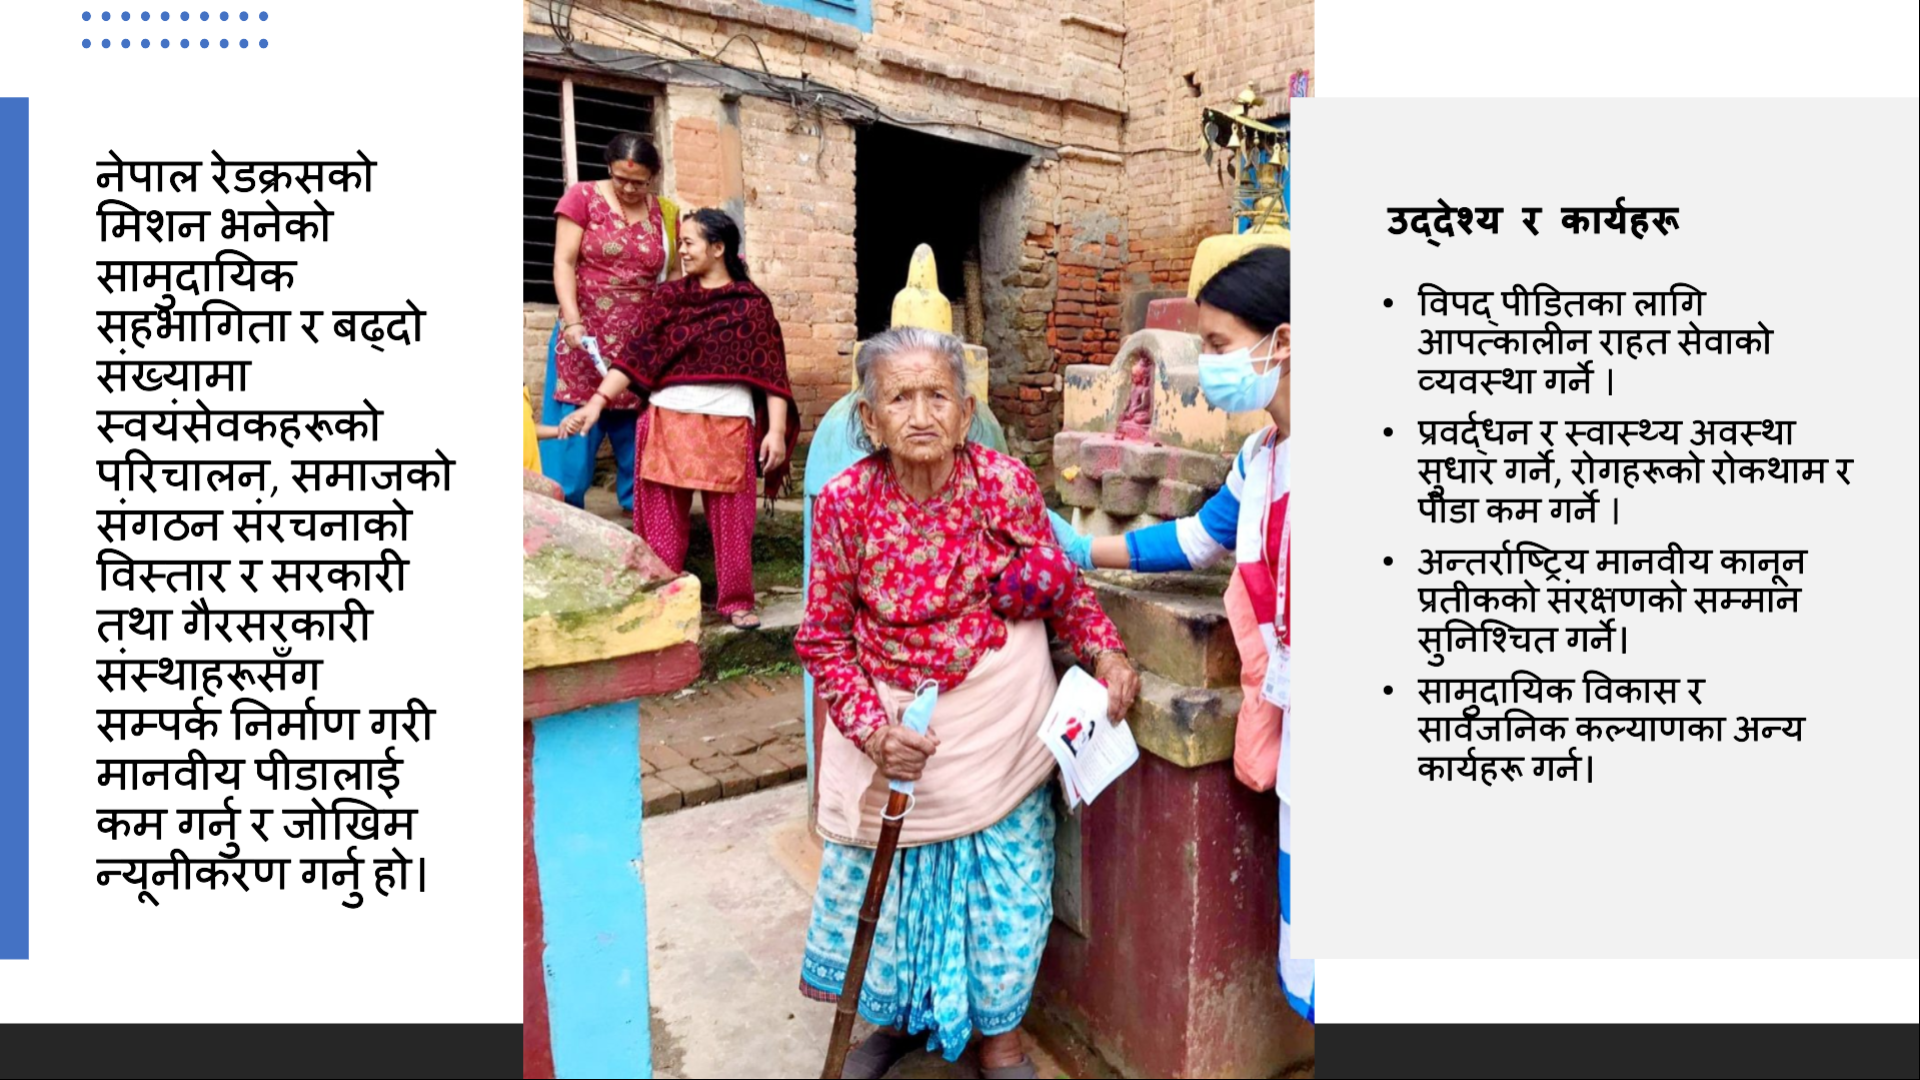 नेपाल रेडक्रसको
मिशन भनेको
सामुदायिक
सहभागिता र बढ्दो
संख्यामा
स्वयंसेवकहरूको
परिचालन, समाजको
संगठन संरचनाको
विस्तार र सरकारी
तथा गैरसरकारी
संस्थाहरूसँग
सम्पर्क निर्माण गरी
मानवीय पीडालाई
कम गर्नु र जोखिम
न्यूनीकरण गर्नु हो।
उद्देश्य र कार्यहरू
• विपद् पीडितका लागि
आपत्कालीन राहत सेवाको
व्यवस्था गर्ने ।
• प्रवर्द्धन र स्वास्थ्य अवस्था
सुधार गर्ने, रोगहरूको रोकथाम र
पीडा कम गर्ने ।
• अन्तर्राष्ट्रिय मानवीय कानून
प्रतीकको संरक्षणको सम्मान
सुनिश्चित गर्ने।
• सामुदायिक विकास र
सार्वजनिक कल्याणका अन्य
कार्यहरू गर्न।